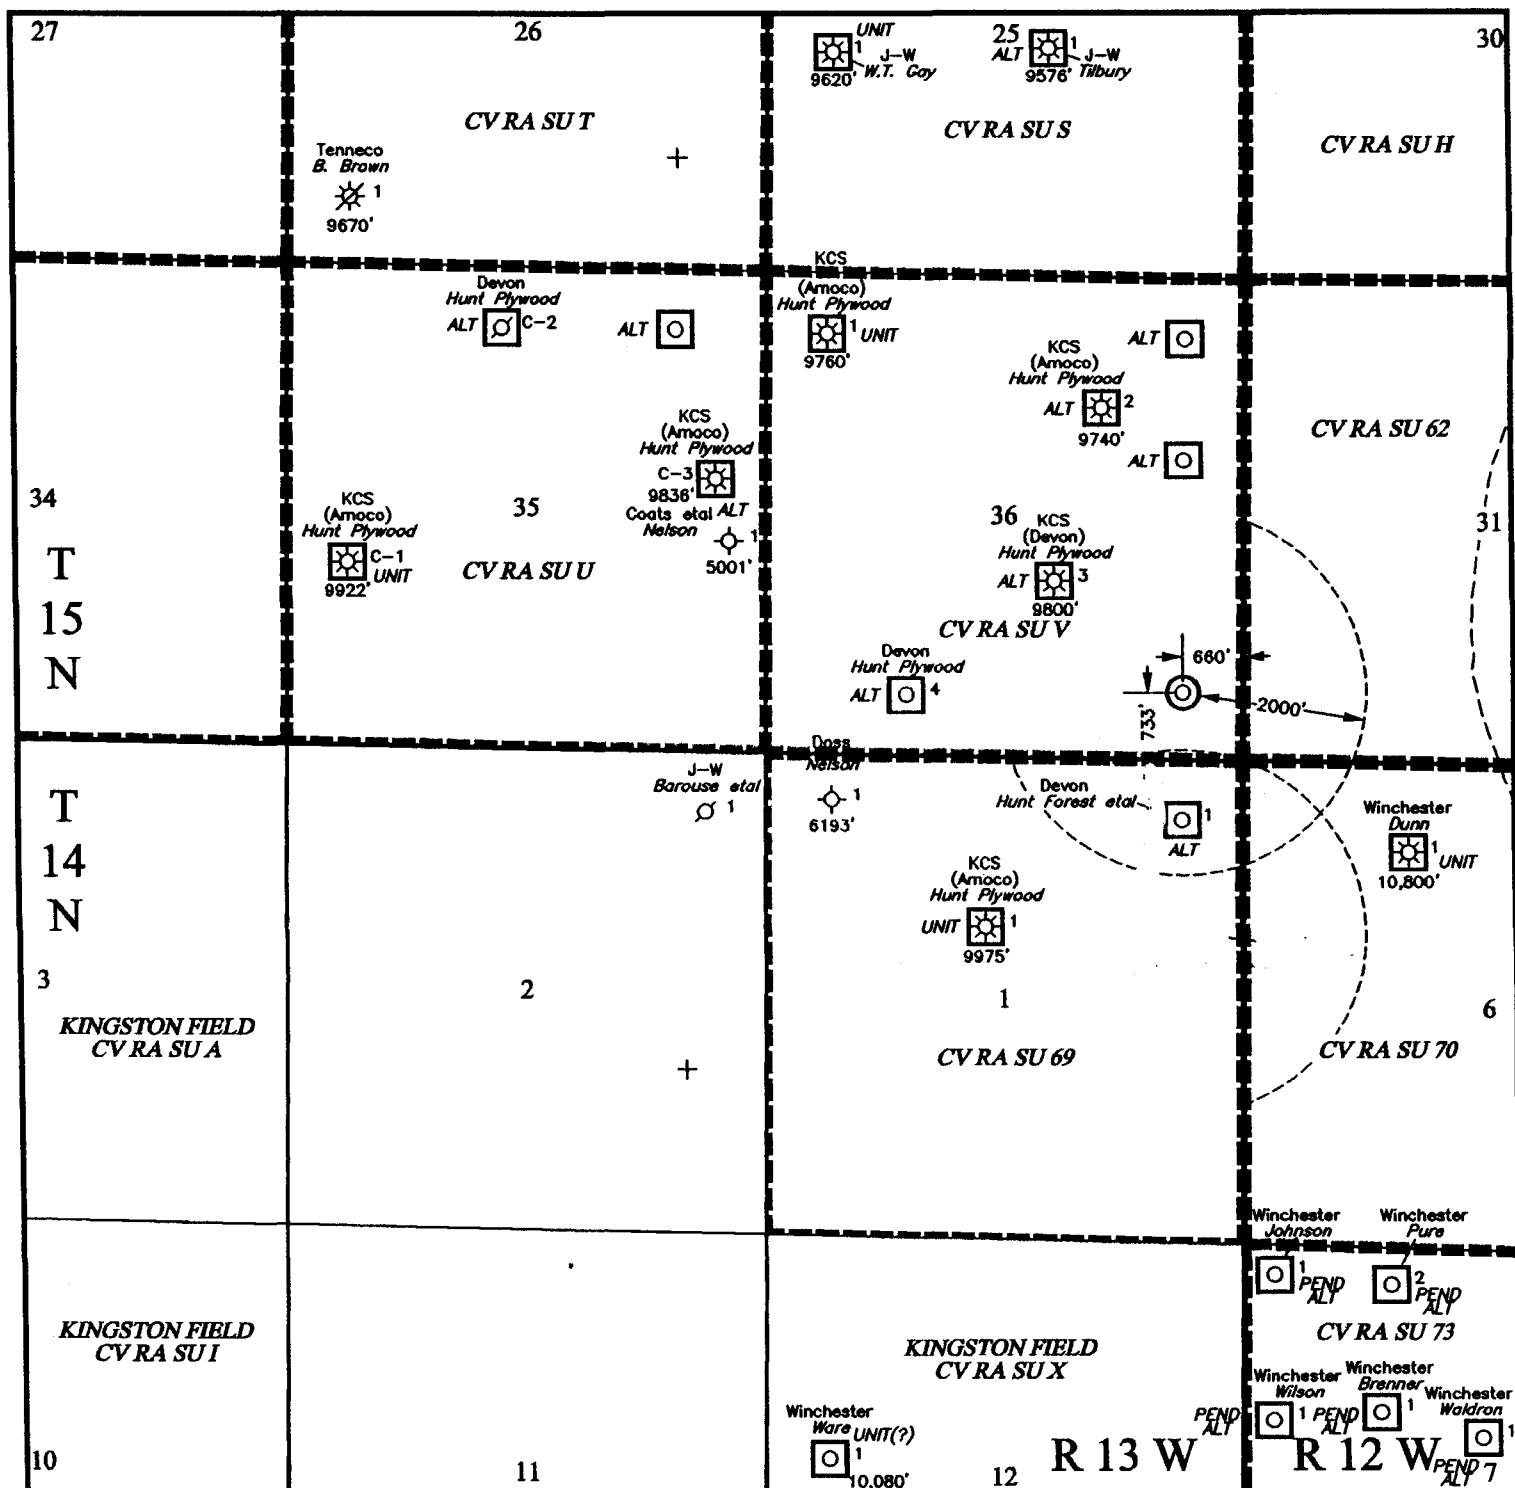 27
26
UNIT
1
J-W
W.T. Gay
9620'
25
ALT
1
J-W
Tilbury
9576'
30
CV RA SU T
CV RA SU S
CV RA SU H
Tenneco
B. Brown
1
9670'
Devon
Hunt Plywood
ALT
C-2
ALT
KCS
(Amoco)
Hunt Plywood
1
UNIT
9760'
ALT
KCS
(Amoco)
Hunt Plywood
ALT
2
9740'
ALT
CV RA SU 62
KCS
(Amoco)
Hunt Plywood
C-3
9836'
ALT
Coats etal
Nelson
1
5001'
34
35
36
31
KCS
(Amoco)
Hunt Plywood
C-1
UNIT
9922'
CV RA SU U
KCS
(Devon)
Hunt Plywood
ALT
3
9800'
CV RA SU V
T
15
N
Devon
Hunt Plywood
ALT
4
660'
733'
2000'
T
14
N
J-W
Barouse etal
1
Doss
Nelson
1
6193'
Devon
Hunt Forest etal
1
ALT
Winchester
Dunn
1
UNIT
10,800'
KCS
(Amoco)
Hunt Plywood
UNIT
1
9975'
3
2
1
6
KINGSTON FIELD
CV RA SU A
CV RA SU 69
CV RA SU 70
Winchester
Johnson
1
PEND
ALT
Winchester
Pure
2
PEND
ALT
KINGSTON FIELD
CV RA SU I
KINGSTON FIELD
CV RA SU X
CV RA SU 73
Winchester
Wilson
1
PEND
ALT
Winchester
Brenner
1
PEND
ALT
Winchester
Waldron
1
PEND
ALT
Winchester
Ware
UNIT(?)
1
10,080'
10
11
12
R 13 W
R 12 W
7